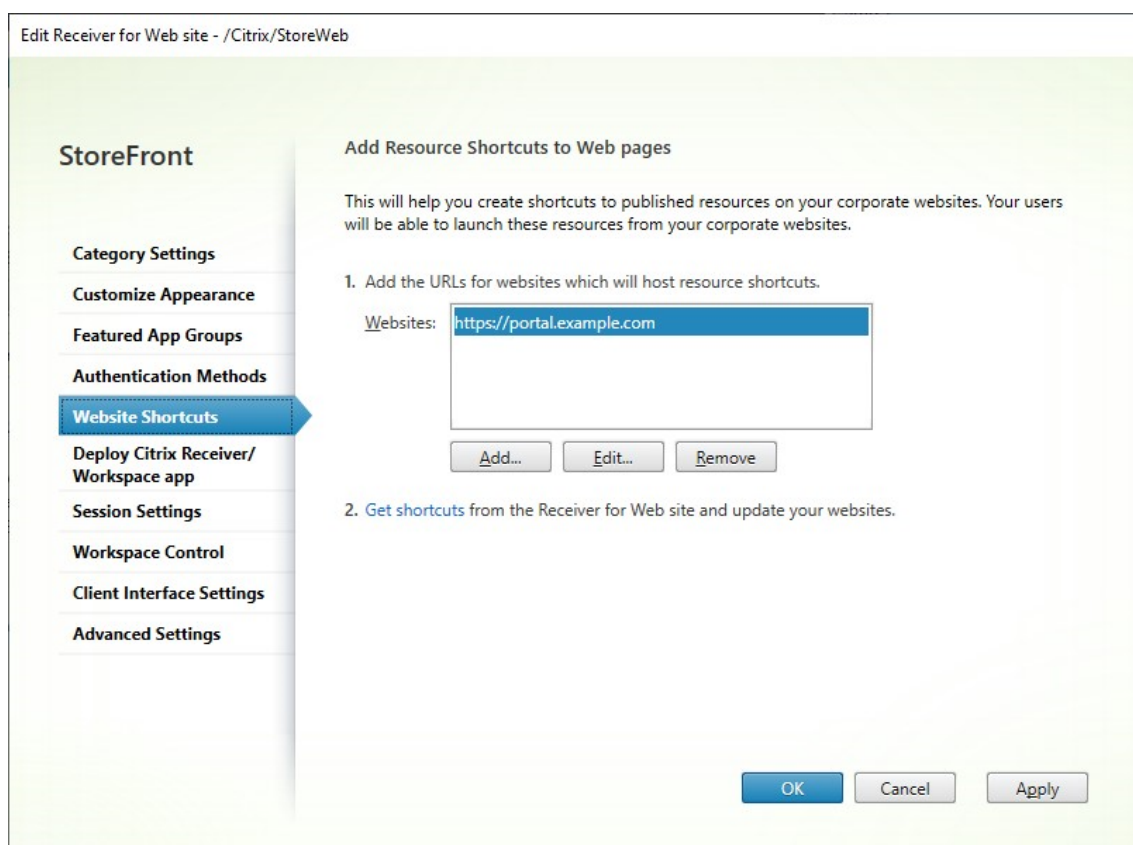 Edit Receiver for Web site - /Citrix/StoreWeb
StoreFront
Category Settings
Customize Appearance
Featured App Groups
Authentication Methods
Website Shortcuts
Deploy Citrix Receiver/
Workspace app
Session Settings
Workspace Control
Client Interface Settings
Advanced Settings
Add Resource Shortcuts to Web pages
This will help you create shortcuts to published resources on your corporate websites. Your users
will be able to launch these resources from your corporate websites.
1. Add the URLs for websites which will host resource shortcuts.
Websites: https://portal.example.com
Add... Edit... Remove
2. Get shortcuts from the Receiver for Web site and update your websites.
OK Cancel Apply